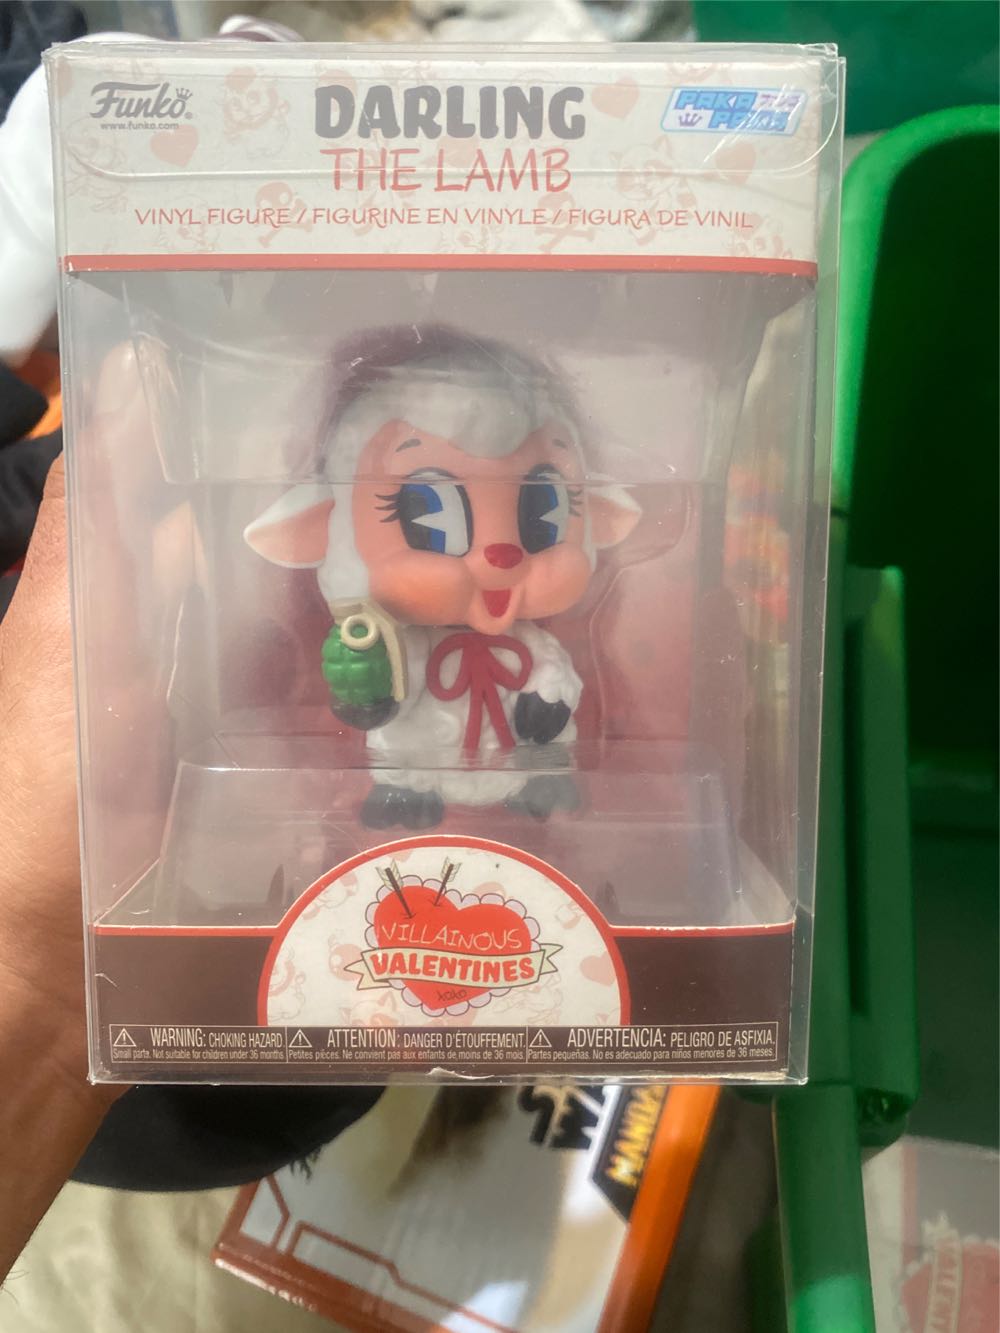 Funko®
www.funko.com
DARLING
THE LAMB
PAKA PAKA
VINYL FIGURE / FIGURINE EN VINYLE / FIGURA DE VINIL
VILLAINOUS
VALENTINES
XOXO
WARNING: CHOKING HAZARD.
Small parts. Not suitable for children under 36 months.
ATTENTION: DANGER D'ÉTOUFFEMENT.
Petites pièces. Ne convient pas aux enfants de moins de 36 mois.
ADVERTENCIA: PELIGRO DE ASFIXIA.
Partes pequeñas. No es adecuado para niños menores de 36 meses.